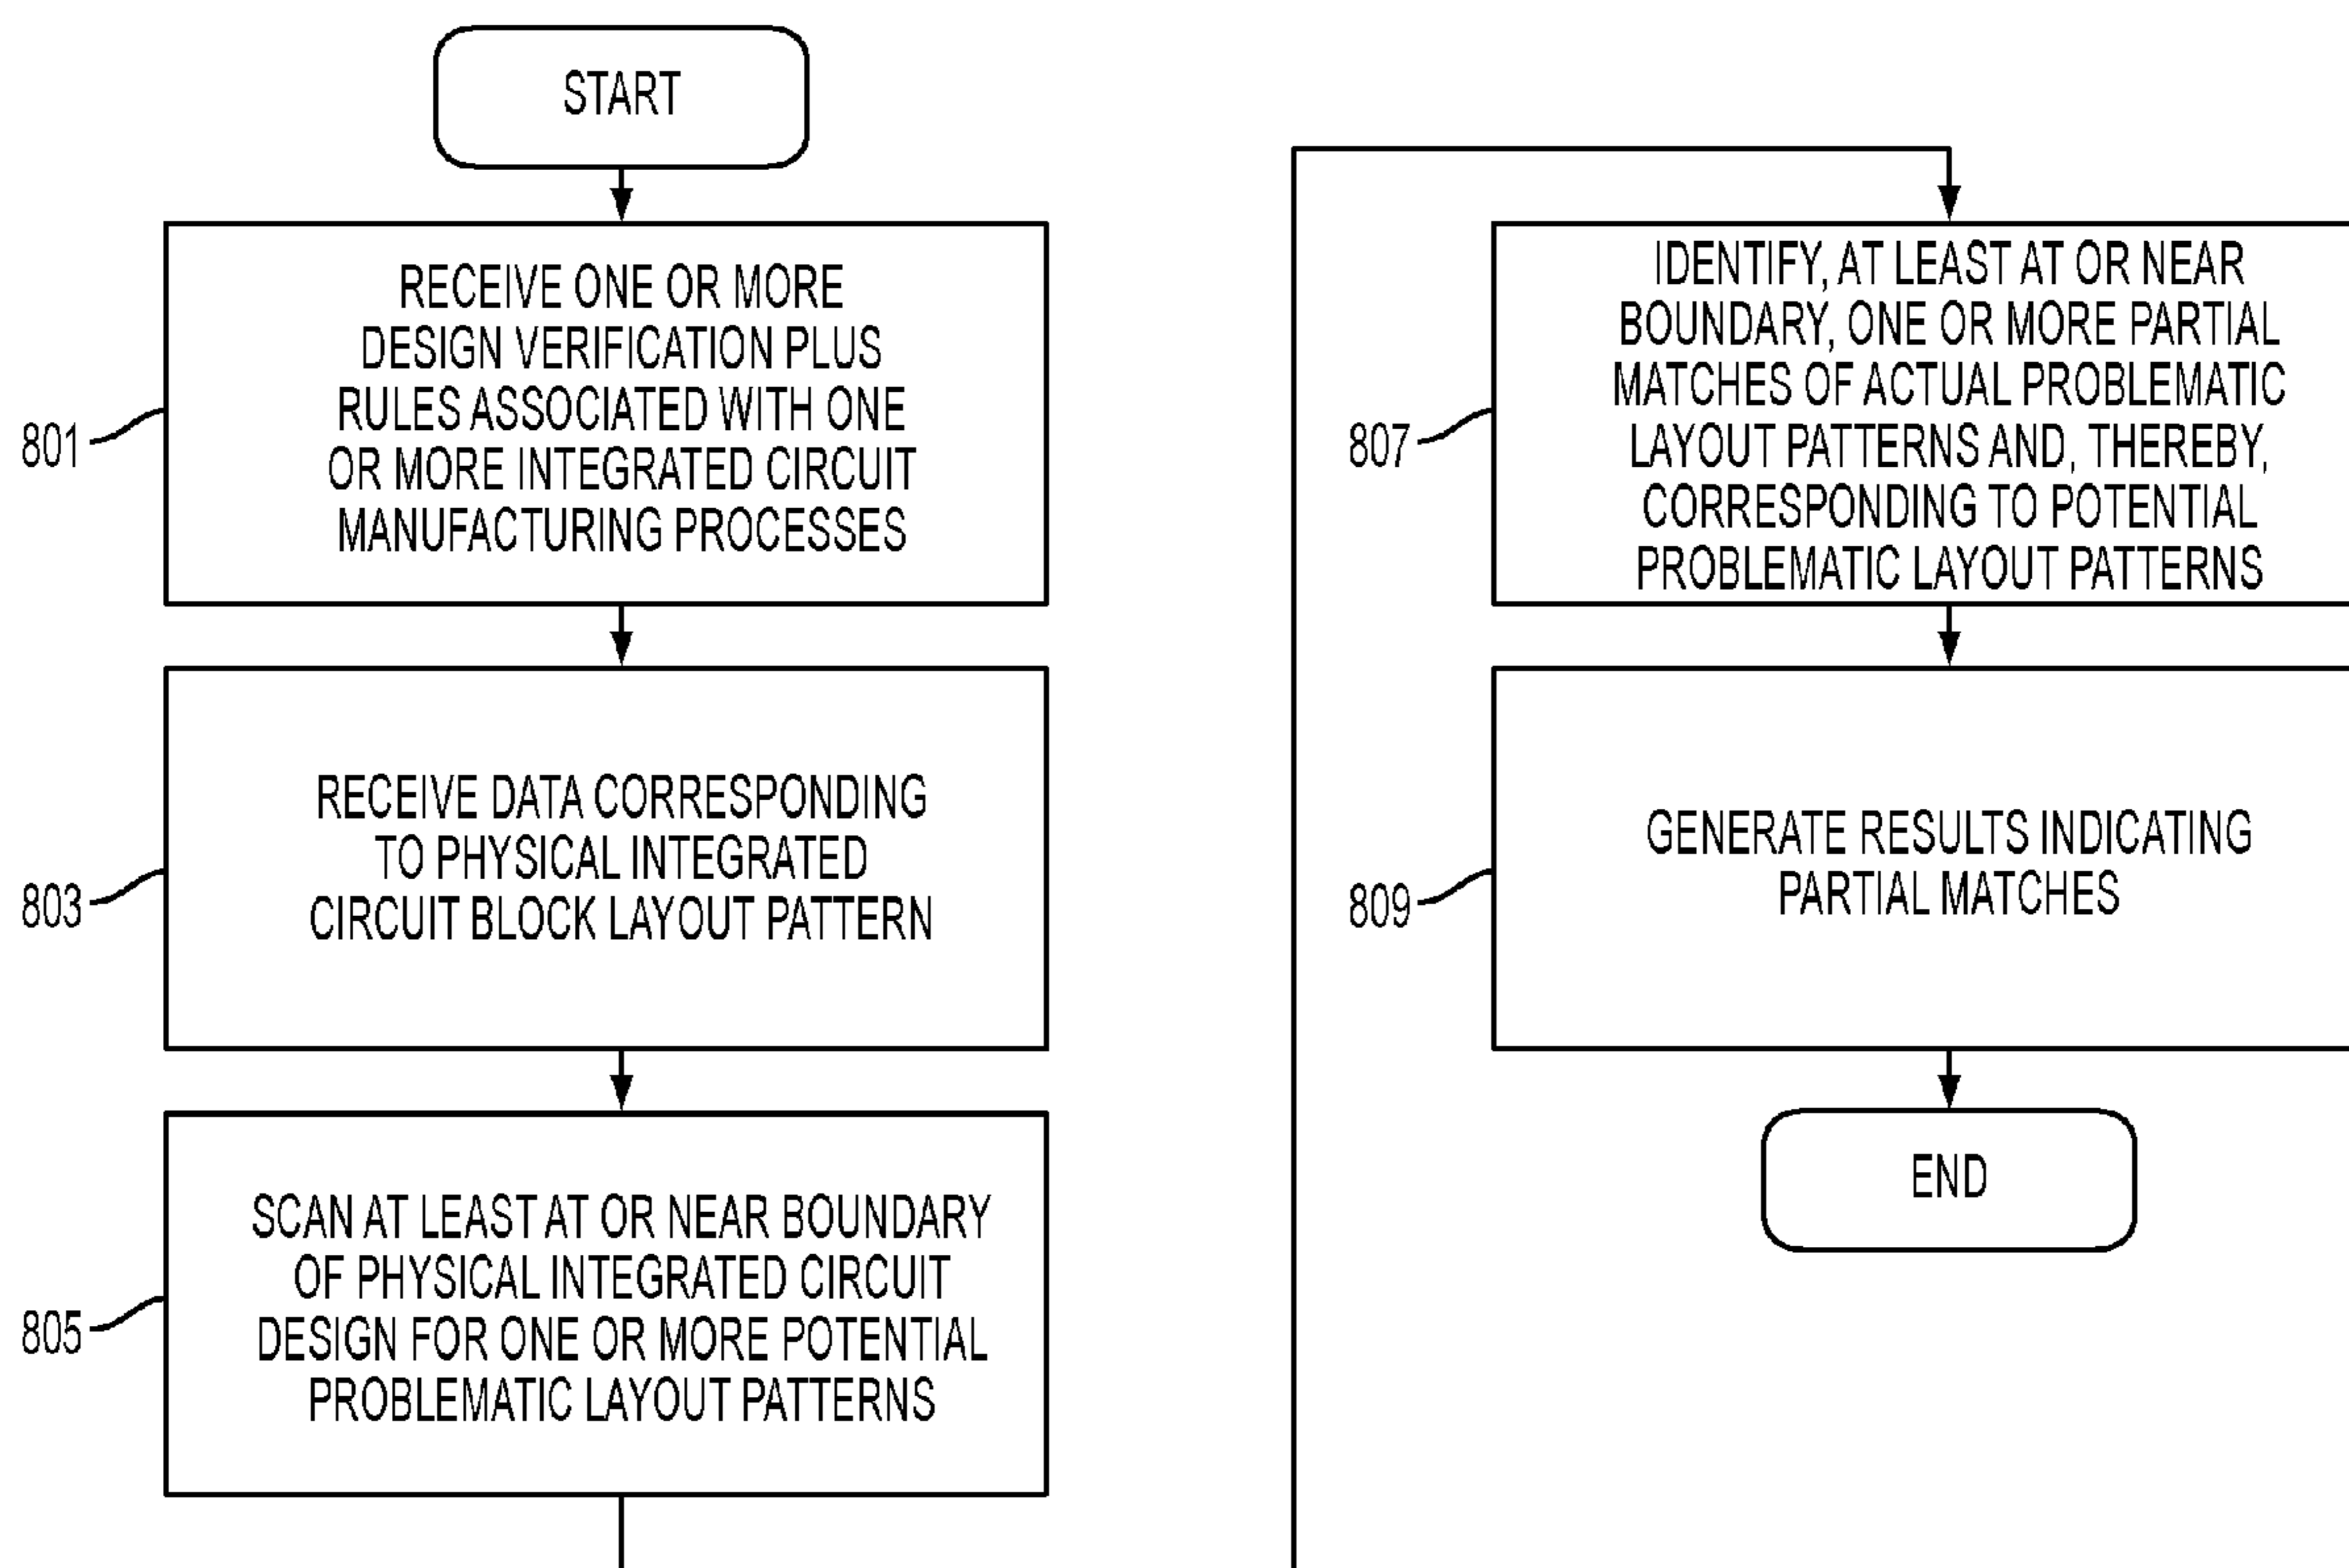 START
RECEIVE ONE OR MORE
DESIGN VERIFICATION PLUS
RULES ASSOCIATED WITH ONE
OR MORE INTEGRATED CIRCUIT
MANUFACTURING PROCESSES
801
RECEIVE DATA CORRESPONDING
TO PHYSICAL INTEGRATED
CIRCUIT BLOCK LAYOUT PATTERN
803
SCAN AT LEAST AT OR NEAR BOUNDARY
OF PHYSICAL INTEGRATED CIRCUIT
DESIGN FOR ONE OR MORE POTENTIAL
PROBLEMATIC LAYOUT PATTERNS
805
IDENTIFY, AT LEAST AT OR NEAR
BOUNDARY, ONE OR MORE PARTIAL
MATCHES OF ACTUAL PROBLEMATIC
LAYOUT PATTERNS AND, THEREBY,
CORRESPONDING TO POTENTIAL
PROBLEMATIC LAYOUT PATTERNS
807
GENERATE RESULTS INDICATING
PARTIAL MATCHES
809
END